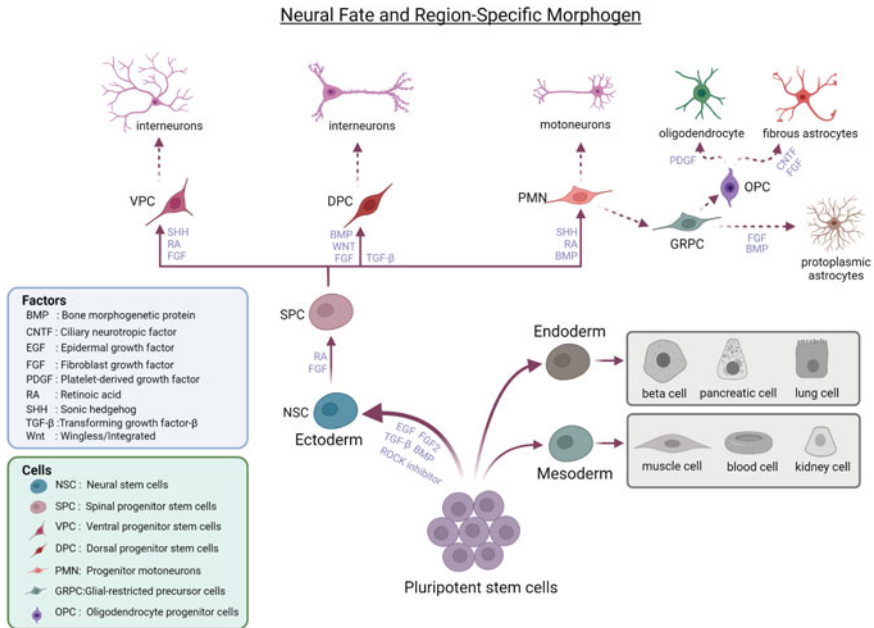 Neural Fate and Region-Specific Morphogen
interneurons
interneurons
motoneurons
oligodendrocyte
fibrous astrocytes
PDGF
CNTF
FGF
VPC
DPC
PMN
OPC
GRPC
SHH
RA
FGF
BMP
WNT
FGF
TGF-β
SHH
RA
BMP
FGF
BMP
protoplasmic
astrocytes
SPC
RA
FGF
NSC
Ectoderm
EGF FGF2
TGF-β BMP
ROCK inhibitor
Endoderm
beta cell
pancreatic cell
lung cell
Mesoderm
muscle cell
blood cell
kidney cell
Pluripotent stem cells
Factors
BMP : Bone morphogenetic protein
CNTF : Ciliary neurotropic factor
EGF : Epidermal growth factor
FGF : Fibroblast growth factor
PDGF : Platelet-derived growth factor
RA : Retinoic acid
SHH : Sonic hedgehog
TGF-β :Transforming growth factor-β
Wnt : Wingless/Integrated
Cells
NSC : Neural stem cells
SPC : Spinal progenitor stem cells
VPC : Ventral progenitor stem cells
DPC : Dorsal progenitor stem cells
PMN: Progenitor motoneurons
GRPC:Glial-restricted precursor cells
OPC : Oligodendrocyte progenitor cells